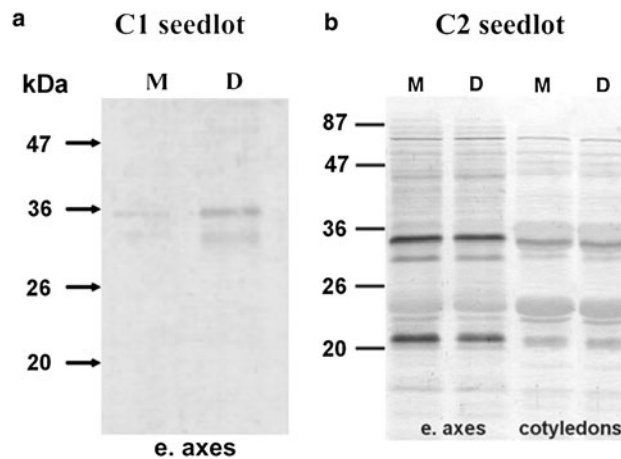 a
C1 seedlot
kDa
M D
47
36
26
20
e. axes
b
C2 seedlot
M D M D
87
47
36
26
20
e. axes cotyledons